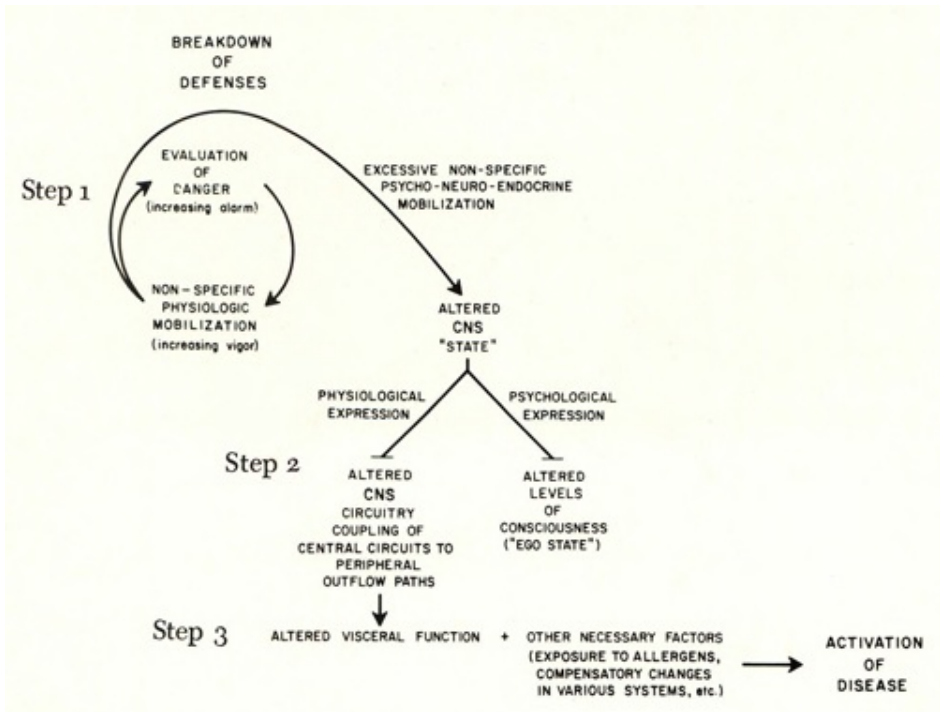 BREAKDOWN
OF
DEFENSES
Step 1
EVALUATION
OF
DANGER
(increasing alarm)
EXCESSIVE NON-SPECIFIC
PSYCHO-NEURO-ENDOCRINE
MOBILIZATION
NON-SPECIFIC
PHYSIOLOGIC
MOBILIZATION
(increasing vigor)
ALTERED
CNS
"STATE"
PHYSIOLOGICAL
EXPRESSION
PSYCHOLOGICAL
EXPRESSION
Step 2
ALTERED
CNS
CIRCUITRY
COUPLING OF
CENTRAL CIRCUITS TO
PERIPHERAL
OUTFLOW PATHS
ALTERED
LEVELS
OF
CONSCIOUSNESS
("EGO STATE")
Step 3
ALTERED VISCERAL FUNCTION + OTHER NECESSARY FACTORS
(EXPOSURE TO ALLERGENS,
COMPENSATORY CHANGES
IN VARIOUS SYSTEMS, etc.)
ACTIVATION
OF
DISEASE